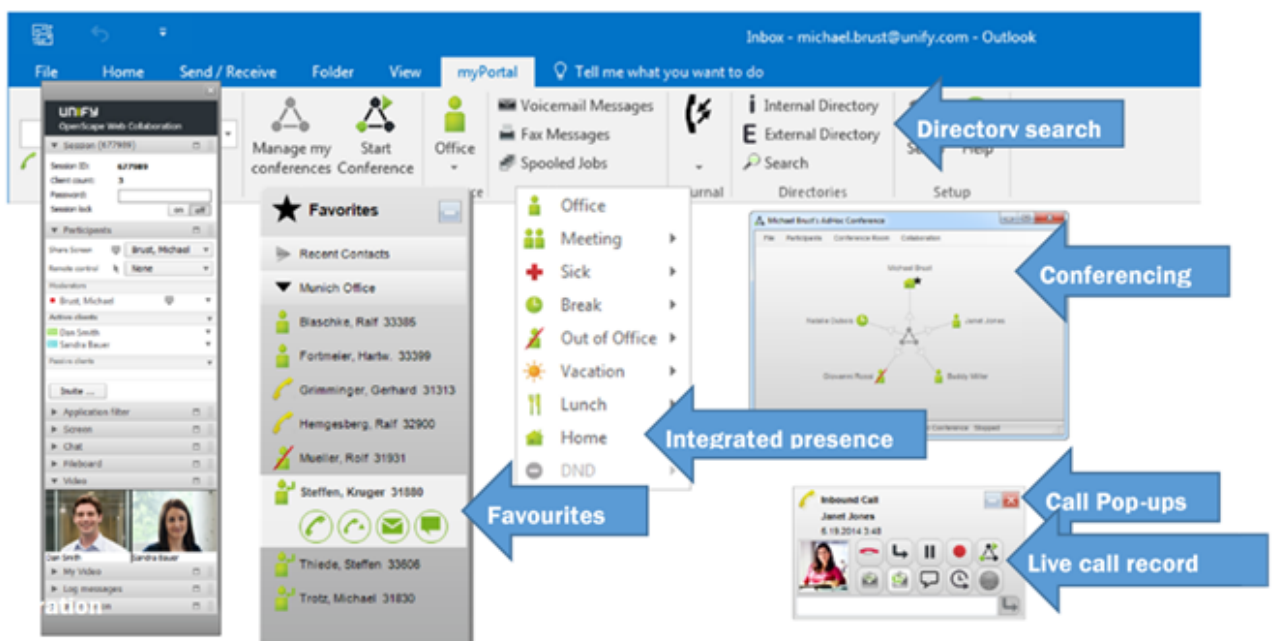 Inbox - michael.brust@unify.com - Outlook
File Home Send / Receive Folder View myPortal Tell me what you want to do
Manage my conferences
Start Conference
Office
Voicemail Messages
Fax Messages
Spooled Jobs
Internal Directory
External Directory
Search
Directories
Help
Setup
Directory search
UNIFY
OpenScape Web Collaboration
Session (677989)
Session ID: 677989
Client count: 3
Password:
Session lock on off
Participants
Share Screen Brust, Michael
Remote control None
Moderators
Brust, Michael
Active clients
Dan Smith
Sandra Bauer
Passive clients
Invite ...
Application filter
Screen
Chat
Fileboard
Video
Dan Smith Sandra Bauer
My Video
Log messages
ration
Favorites
Recent Contacts
Munich Office
Blaschke, Ralf 33385
Fortmeier, Hartw. 33399
Grimminger, Gerhard 31313
Hemgesberg, Ralf 32900
Mueller, Rolf 31931
Steffen, Kruger 31880
Thiede, Steffen 33606
Trotz, Michael 31830
Favourites
Office
Meeting
Sick
Break
Out of Office
Vacation
Lunch
Home
DND
Integrated presence
Michael Brust's AdHoc Conference
File Participants Conference Room Collaboration
Michael Brust
Janet Jones
Buddy Miller
Giovanni Rossi
Conference Stopped
Conferencing
Inbound Call
Janet Jones
6.19.2014 3:48
Call Pop-ups
Live call record